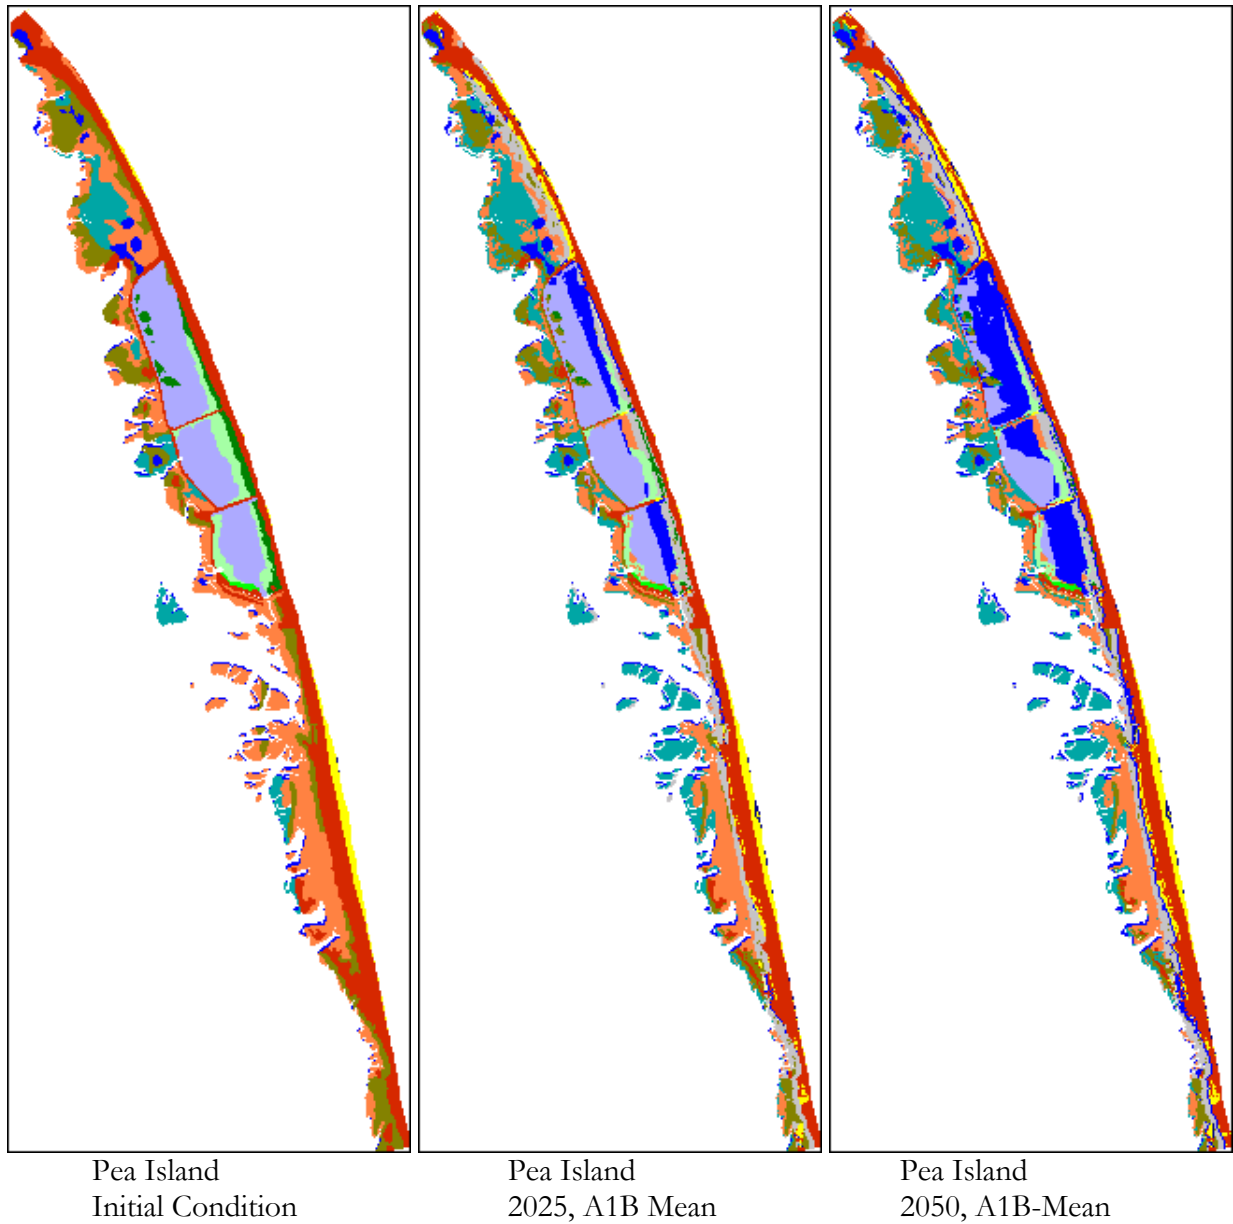 Pea Island
Initial Condition
Pea Island
2025, A1B Mean
Pea Island
2050, A1B-Mean